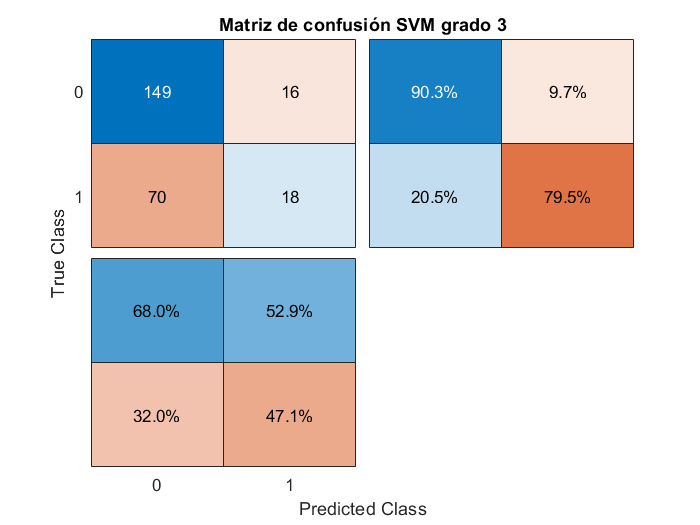 Matriz de confusión SVM grado 3
0 149 16 90.3% 9.7%
1 70 18 20.5% 79.5%
True Class
68.0% 52.9%
32.0% 47.1%
0 1
Predicted Class